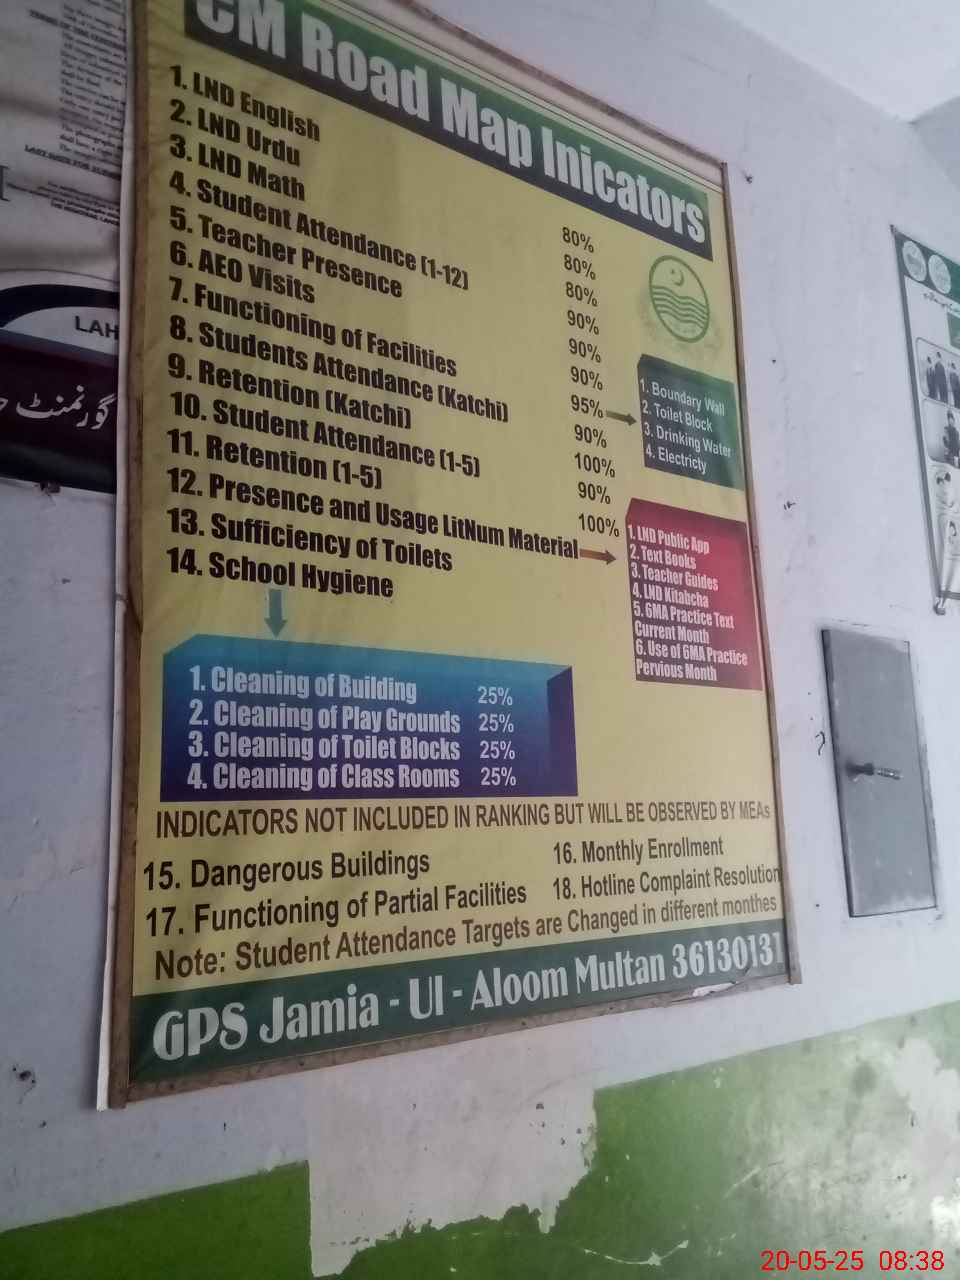 CM Road Map Inicators
1. LND English 80%
2. LND Urdu 80%
3. LND Math 80%
4. Student Attendance (1-12) 90%
5. Teacher Presence 90%
6. AEO Visits 90%
7. Functioning of Facilities 95%
8. Students Attendance (Katchi) 90%
9. Retention (Katchi) 100%
10. Student Attendance (1-5) 90%
11. Retention (1-5) 100%
12. Presence and Usage LitNum Material
13. Sufficiency of Toilets
14. School Hygiene
1. Boundary Wall
2. Toilet Block
3. Drinking Water
4. Electricty
1. LND Public App
2. Text Books
3. Teacher Guides
4. LND Kitabcha
5. 6MA Practice Text
Current Month
6. Use of 6MA Practice
Pervious Month
1. Cleaning of Building 25%
2. Cleaning of Play Grounds 25%
3. Cleaning of Toilet Blocks 25%
4. Cleaning of Class Rooms 25%
INDICATORS NOT INCLUDED IN RANKING BUT WILL BE OBSERVED BY MEAs
15. Dangerous Buildings 16. Monthly Enrollment
17. Functioning of Partial Facilities 18. Hotline Complaint Resolution
Note: Student Attendance Targets are Changed in different monthes
GPS Jamia - Ul - Aloom Multan 36130131
LAH
گورنمنٹ
20-05-25 08:38